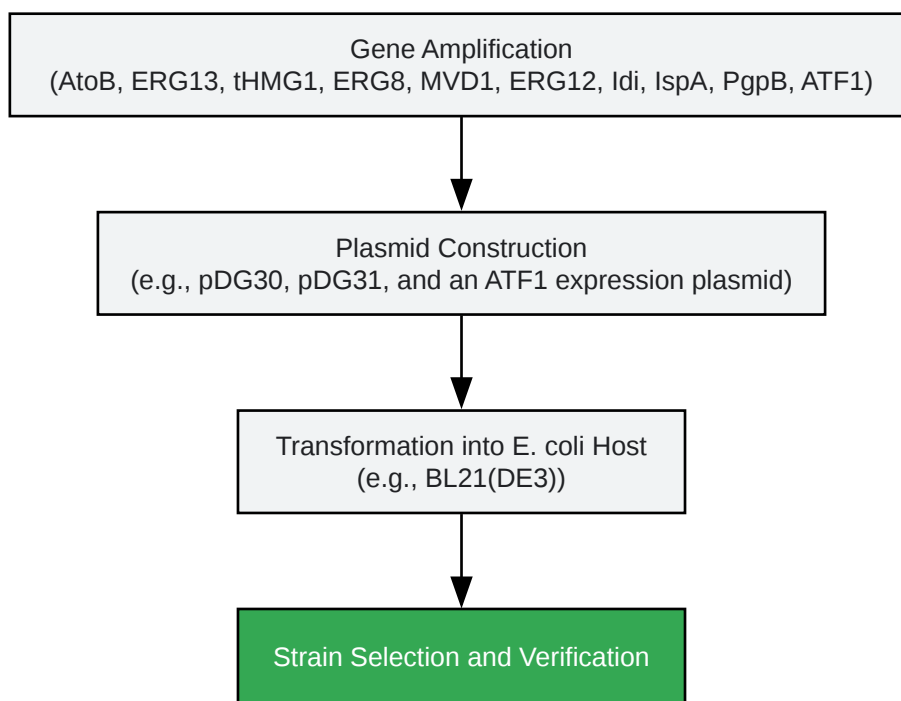 Gene Amplification
(AtoB, ERG13, tHMG1, ERG8, MVD1, ERG12, Idi, IspA, PgpB, ATF1)
Plasmid Construction
(e.g., pDG30, pDG31, and an ATF1 expression plasmid)
Transformation into E. coli Host
(e.g., BL21(DE3))
Strain Selection and Verification